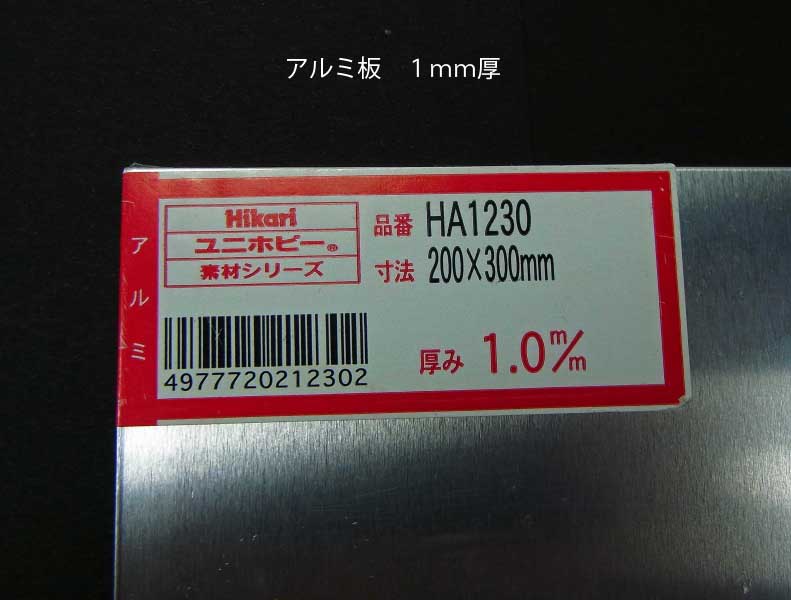 アルミ板　１ｍｍ厚
アルミ
Hikari
ユニホビー®
素材シリーズ
品番 HA1230
寸法 200×300mm
4977720212302
厚み 1.0m/m